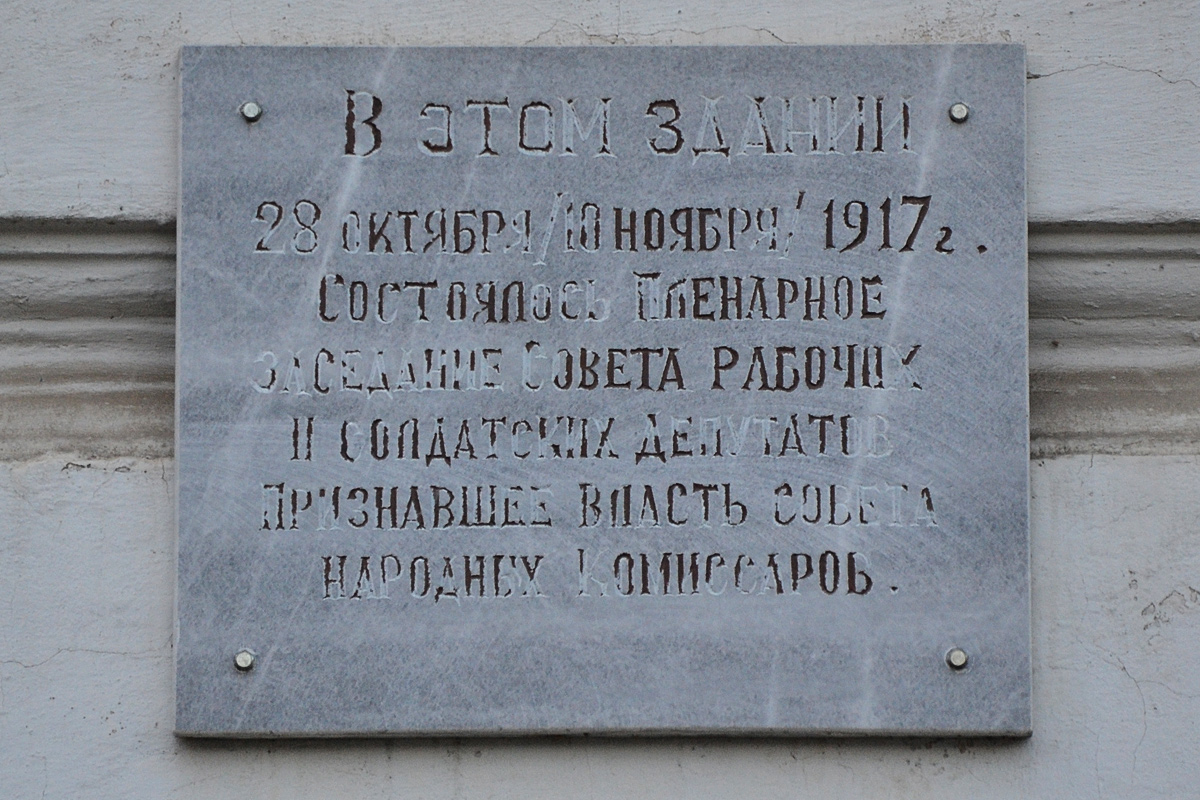 В этом здании
28 октября /10 ноября/ 1917 г.
Состоялось Пленарное
заседание Совета рабочих
и солдатских депутатов
признавшее власть совета
народных Комиссаров.